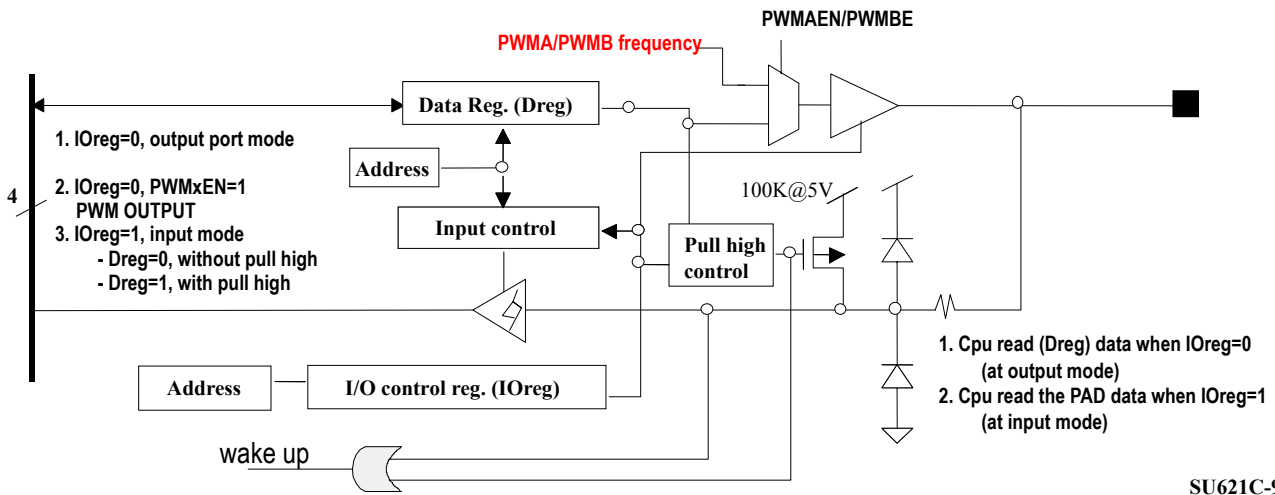 PWMAEN/PWMBE
PWMA/PWMB frequency
Data Reg. (Dreg)
1. IOreg=0, output port mode
Address
2. IOreg=0, PWMxEN=1
PWM OUTPUT
4
100K@5V
3. IOreg=1, input mode
- Dreg=0, without pull high
- Dreg=1, with pull high
Input control
Pull high
control
1. Cpu read (Dreg) data when IOreg=0
(at output mode)
2. Cpu read the PAD data when IOreg=1
(at input mode)
Address
I/O control reg. (IOreg)
wake up
SU621C-9